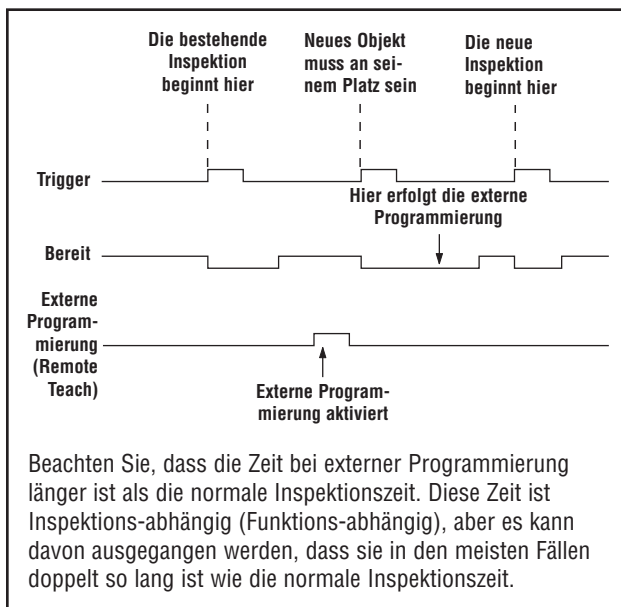 Die bestehende
Inspektion
beginnt hier
Neues Objekt
muss an sei-
nem Platz sein
Die neue
Inspektion
beginnt hier
Trigger
Hier erfolgt die externe
Programmierung
Bereit
Externe
Program-
mierung
(Remote
Teach)
Externe Program-
mierung aktiviert
Beachten Sie, dass die Zeit bei externer Programmierung
länger ist als die normale Inspektionszeit. Diese Zeit ist
Inspektions-abhängig (Funktions-abhängig), aber es kann
davon ausgegangen werden, dass sie in den meisten Fällen
doppelt so lang ist wie die normale Inspektionszeit.